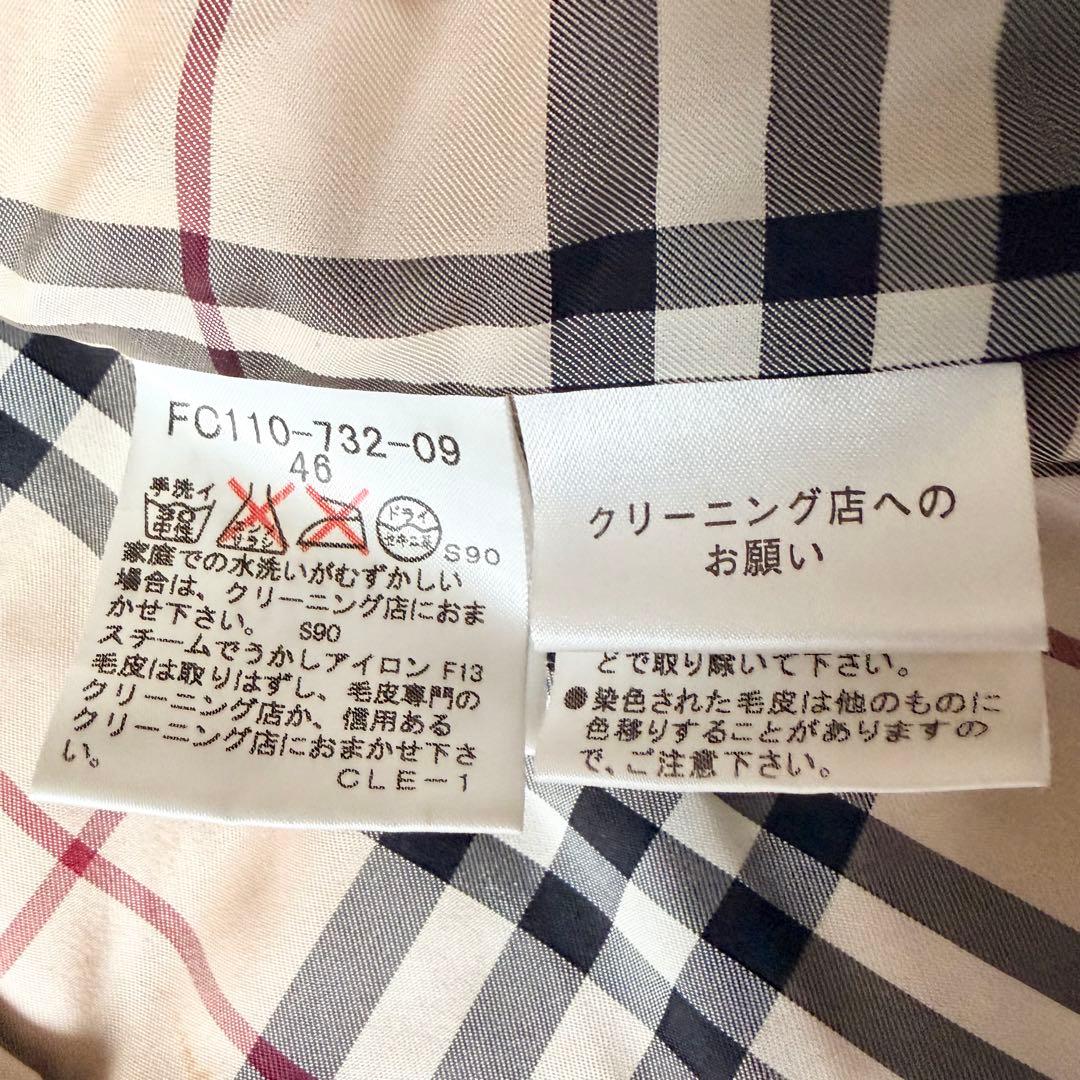 FC110-732-09
46
手洗イ
30
中性
エンソ
サラシ
ドライ
セキユ系
S90
家庭での水洗いがむずかしい
場合は、クリーニング店におま
かせ下さい。 S90
スチームでうかしアイロン F13
毛皮は取りはずし、毛皮専門の
クリーニング店か、信用ある
クリーニング店におまかせ下さ
い。
CLE-1
クリーニング店への
お願い
どで取り除いて下さい。
●染色された毛皮は他のものに
色移りすることがありますの
で、ご注意下さい。